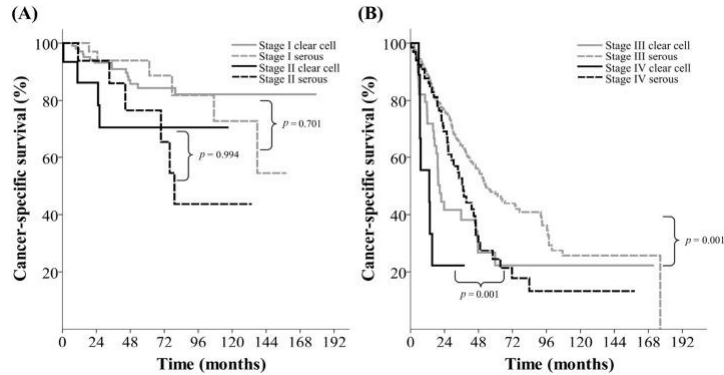 (A)
Cancer-specific survival (%)
100
80
60
40
20
0 24 48 72 96 120 144 168 192
Time (months)
Stage I clear cell
Stage I serous
Stage II clear cell
Stage II serous
p = 0.701
p = 0.994
(B)
Cancer-specific survival (%)
100
80
60
40
20
0 24 48 72 96 120 144 168 192
Time (months)
Stage III clear cell
Stage III serous
Stage IV clear cell
Stage IV serous
p = 0.001
p = 0.001